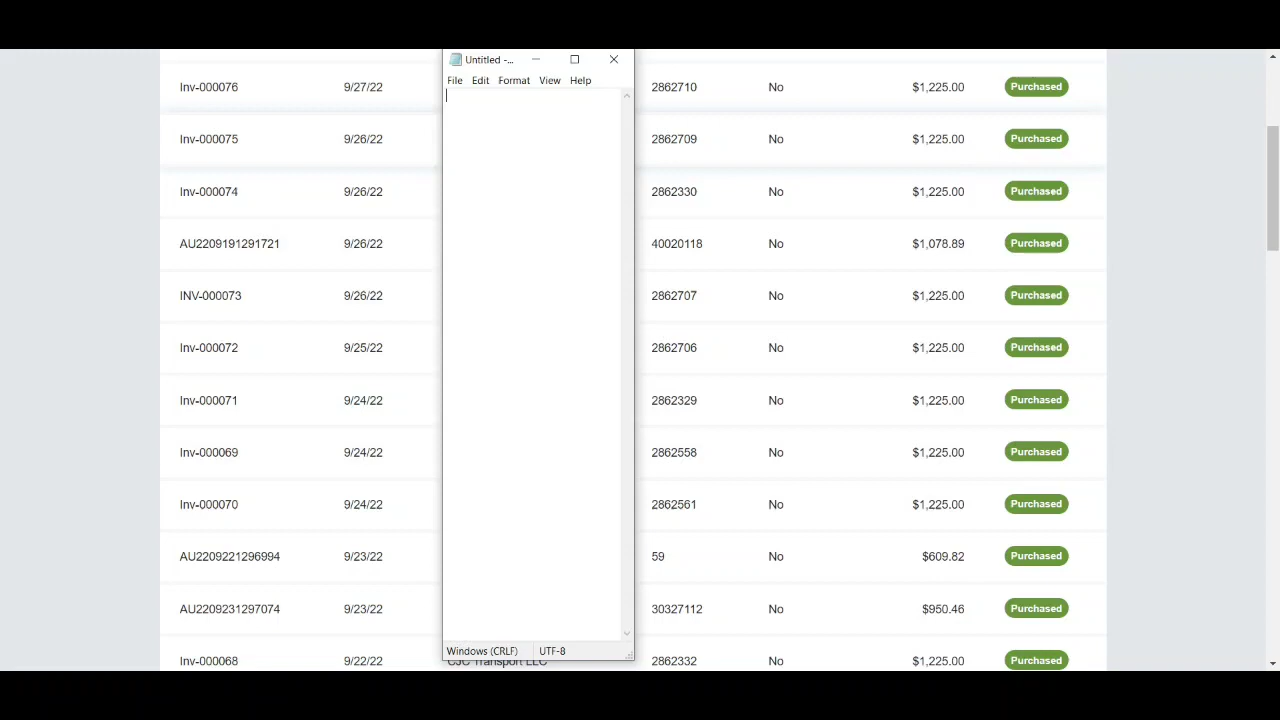 Untitled -...
File Edit Format View Help
Inv-000076 9/27/22 2862710 No $1,225.00 Purchased
Inv-000075 9/26/22 2862709 No $1,225.00 Purchased
Inv-000074 9/26/22 2862330 No $1,225.00 Purchased
AU2209191291721 9/26/22 40020118 No $1,078.89 Purchased
INV-000073 9/26/22 2862707 No $1,225.00 Purchased
Inv-000072 9/25/22 2862706 No $1,225.00 Purchased
Inv-000071 9/24/22 2862329 No $1,225.00 Purchased
Inv-000069 9/24/22 2862558 No $1,225.00 Purchased
Inv-000070 9/24/22 2862561 No $1,225.00 Purchased
AU2209221296994 9/23/22 59 No $609.82 Purchased
AU2209231297074 9/23/22 30327112 No $950.46 Purchased
Windows (CRLF) UTF-8
Inv-000068 9/22/22 CJC Transport LLC 2862332 No $1,225.00 Purchased